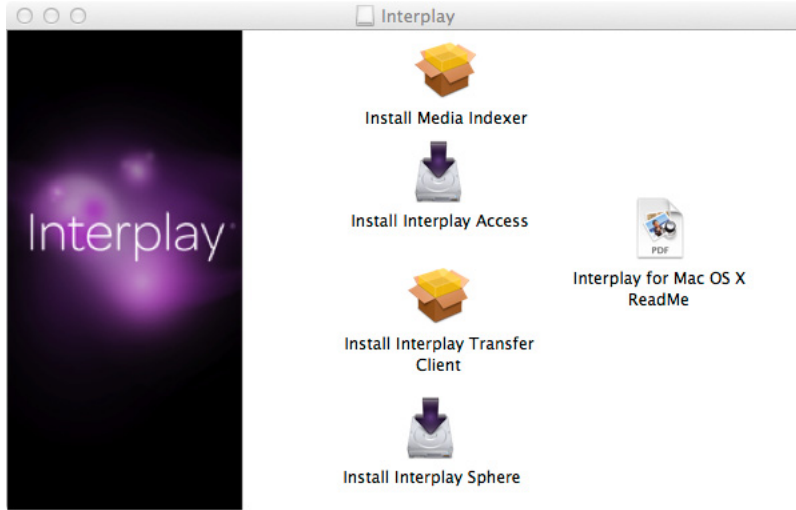 Interplay
Interplay
Install Media Indexer
Install Interplay Access
PDF
Interplay for Mac OS X
ReadMe
Install Interplay Transfer
Client
Install Interplay Sphere